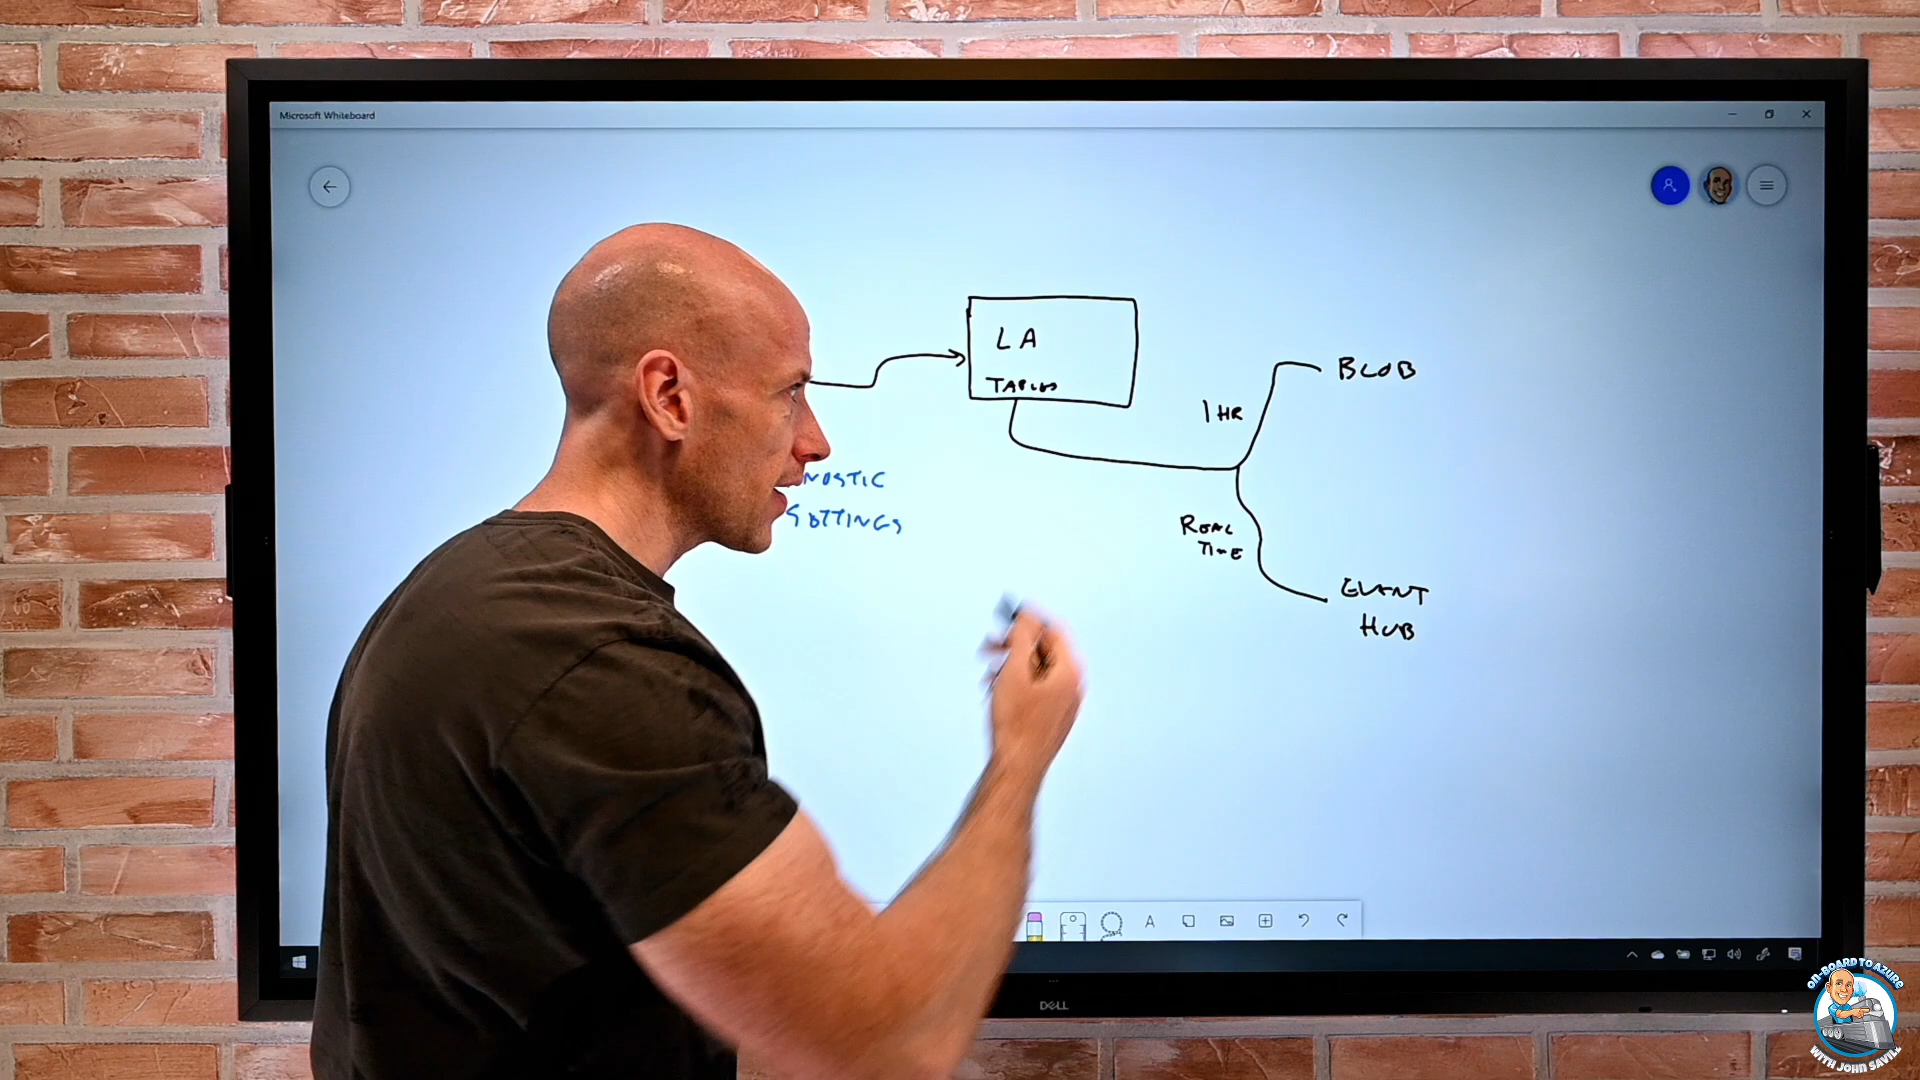 Microsoft Whiteboard
LA
TABLES
BLOB
1 HR
NOSTIC
SETTINGS
REAL
TIME
EVENT
HUB
A
DELL
ON-BOARD TO AZURE
WITH JOHN SAVILL